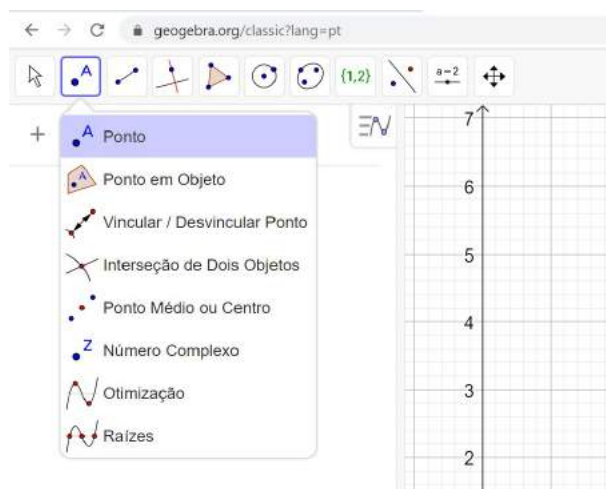 geogebra.org/classic?lang=pt
A
{1,2}
a=2
A Ponto
A Ponto em Objeto
Vincular / Desvincular Ponto
Interseção de Dois Objetos
Ponto Médio ou Centro
Z Número Complexo
Otimização
Raízes
7
6
5
4
3
2